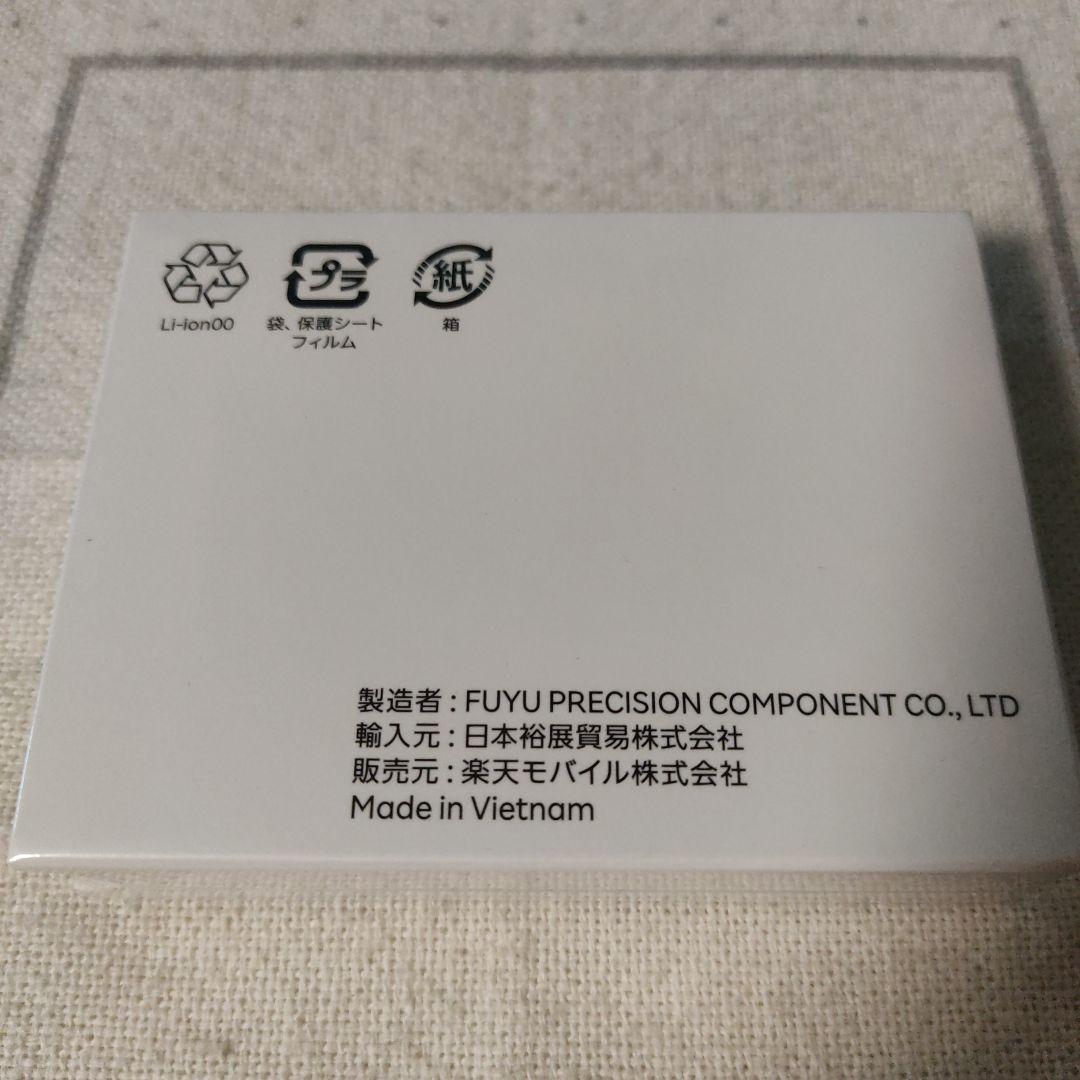 プラ
紙
Li-ion00
袋、保護シート
フィルム
箱
製造者 : FUYU PRECISION COMPONENT CO., LTD
輸入元 : 日本裕展貿易株式会社
販売元 : 楽天モバイル株式会社
Made in Vietnam